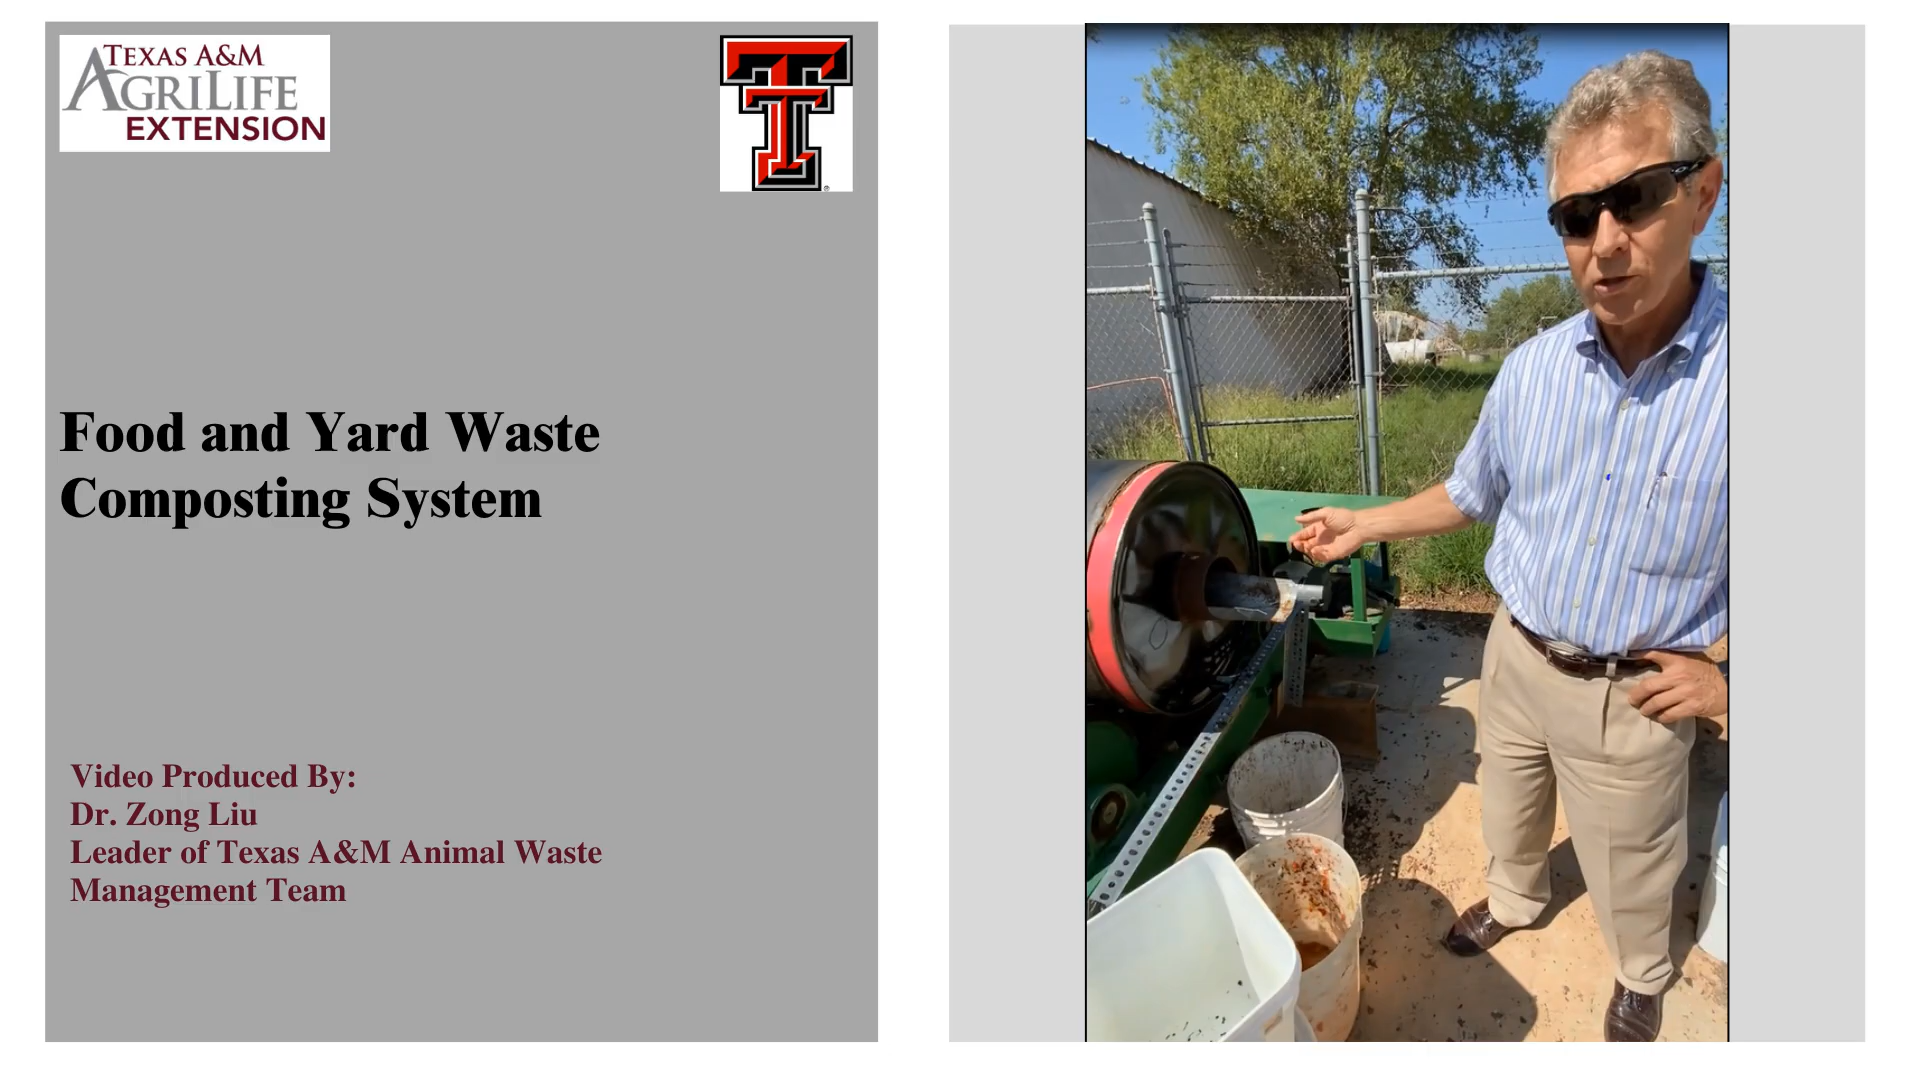 TEXAS A&M
AGRILIFE
EXTENSION
Food and Yard Waste
Composting System
Video Produced By:
Dr. Zong Liu
Leader of Texas A&M Animal Waste
Management Team